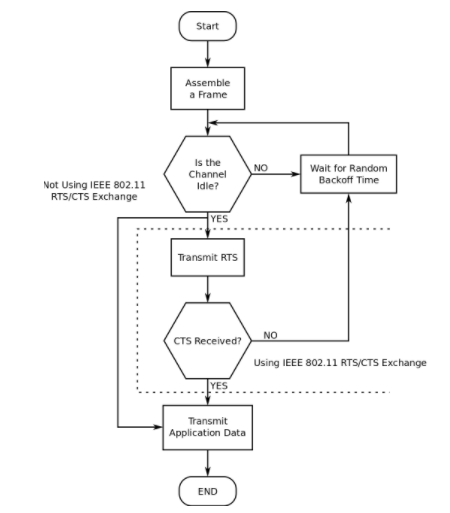 Start
Assemble
a Frame
Is the
Channel
Idle?
NO
Wait for Random
Backoff Time
Not Using IEEE 802.11
RTS/CTS Exchange
YES
Transmit RTS
CTS Received?
NO
Using IEEE 802.11 RTS/CTS Exchange
YES
Transmit
Application Data
END